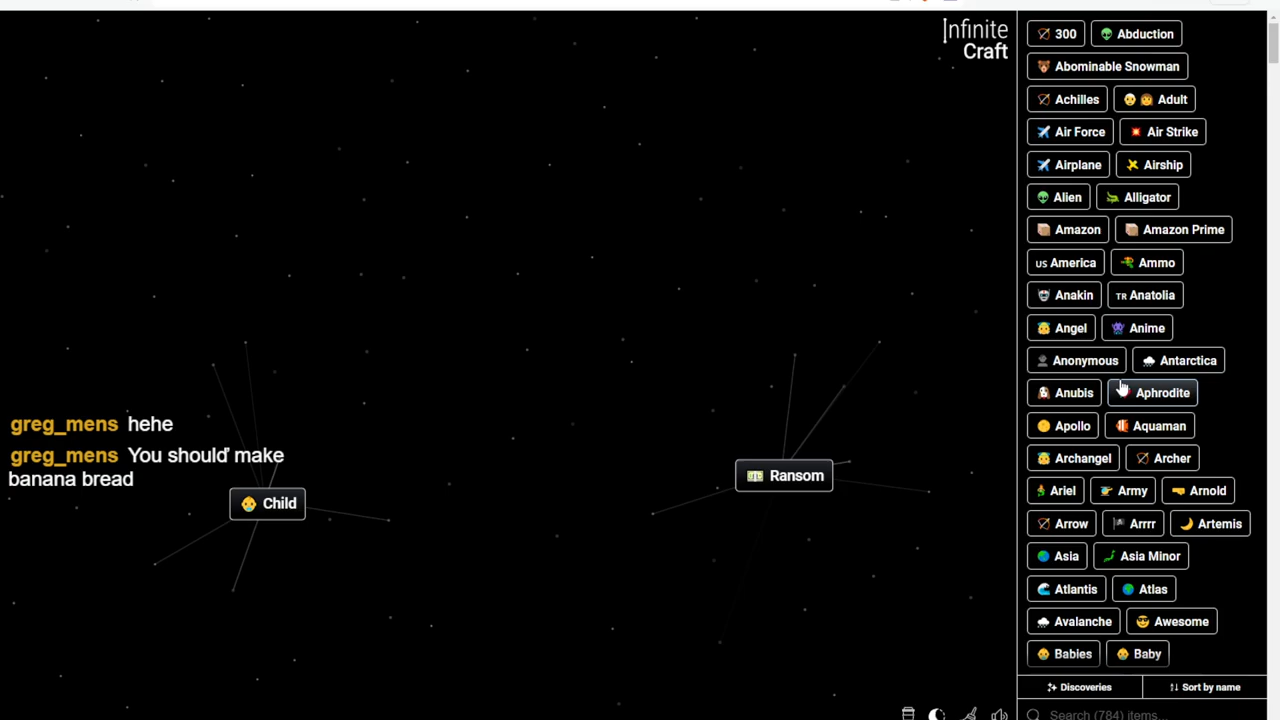 Infinite
Craft
greg_mens hehe
greg_mens You should make
banana bread
Child
Ransom
300 Abduction
Abominable Snowman
Achilles Adult
Air Force Air Strike
Airplane Airship
Alien Alligator
Amazon Amazon Prime
US America Ammo
Anakin TR Anatolia
Angel Anime
Anonymous Antarctica
Anubis Aphrodite
Apollo Aquaman
Archangel Archer
Ariel Army Arnold
Arrow Arrr Artemis
Asia Asia Minor
Atlantis Atlas
Avalanche Awesome
Babies Baby
Discoveries Sort by name
Search (784) items...